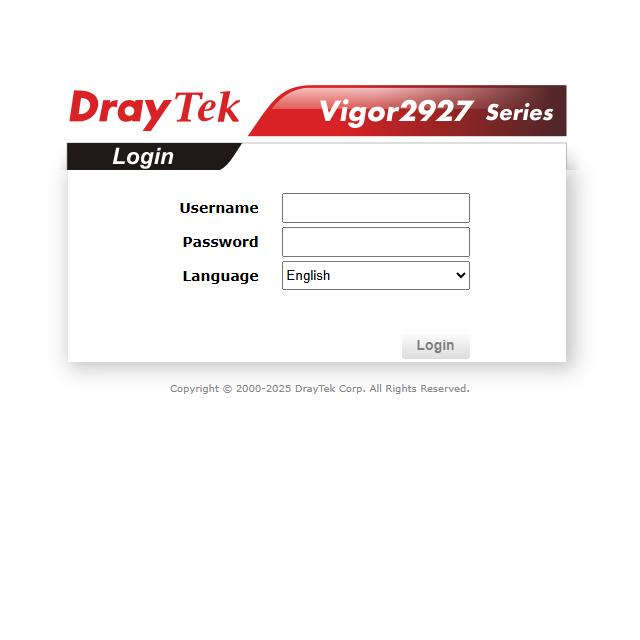 DrayTek Vigor2927 Series
Login
Username
Password
Language English
Login
Copyright © 2000-2025 DrayTek Corp. All Rights Reserved.